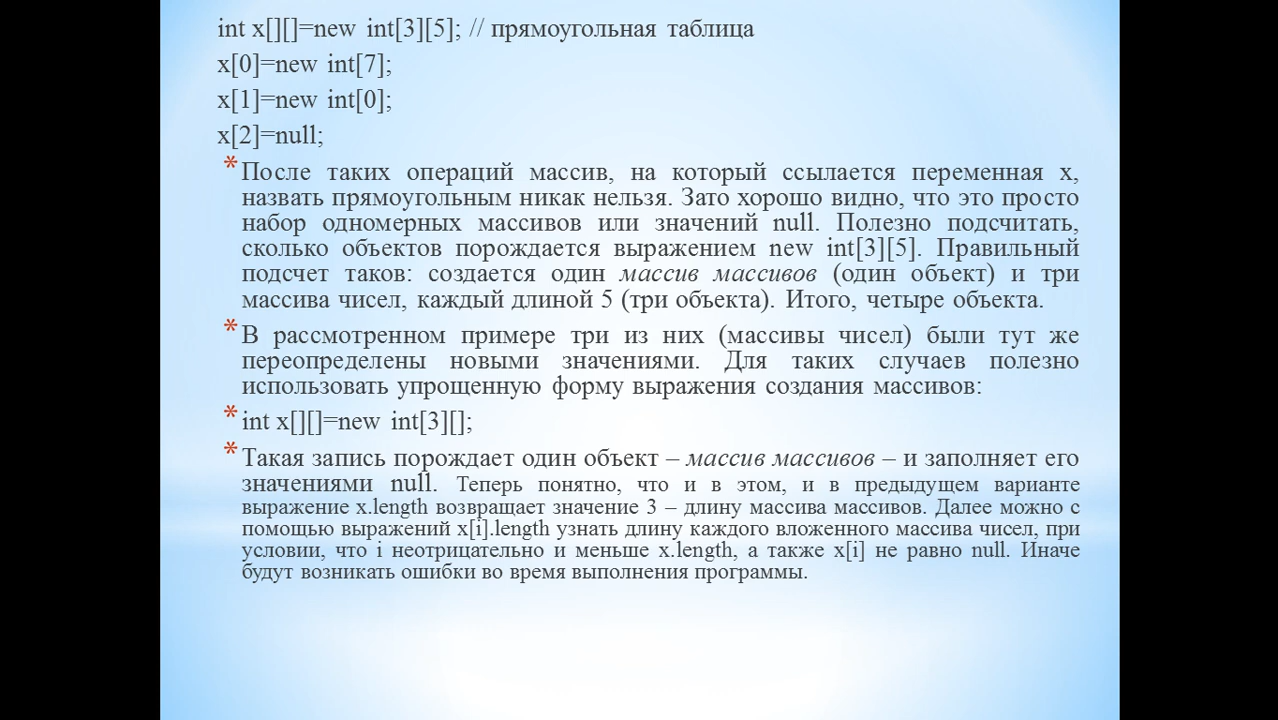 int x[][]=new int[3][5]; // прямоугольная таблица
x[0]=new int[7];
x[1]=new int[0];
x[2]=null;
* После таких операций массив, на который ссылается переменная x,
назвать прямоугольным никак нельзя. Зато хорошо видно, что это просто
набор одномерных массивов или значений null. Полезно подсчитать,
сколько объектов порождается выражением new int[3][5]. Правильный
подсчет таков: создается один массив массивов (один объект) и три
массива чисел, каждый длиной 5 (три объекта). Итого, четыре объекта.
* В рассмотренном примере три из них (массивы чисел) были тут же
переопределены новыми значениями. Для таких случаев полезно
использовать упрощенную форму выражения создания массивов:
* int x[][]=new int[3][];
* Такая запись порождает один объект – массив массивов – и заполняет его
значениями null. Теперь понятно, что и в этом, и в предыдущем варианте
выражение x.length возвращает значение 3 – длину массива массивов. Далее можно с
помощью выражений x[i].length узнать длину каждого вложенного массива чисел, при
условии, что i неотрицательно и меньше x.length, а также x[i] не равно null. Иначе
будут возникать ошибки во время выполнения программы.